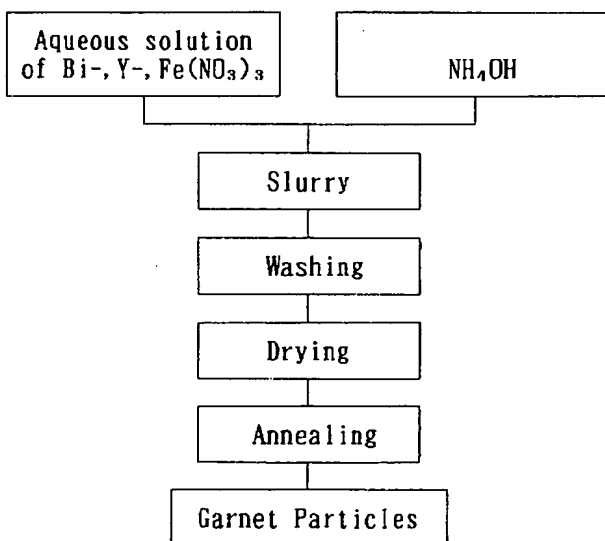 Aqueous solution
of Bi-,Y-,Fe(NO₃)₃
NH₄OH
Slurry
Washing
Drying
Annealing
Garnet Particles